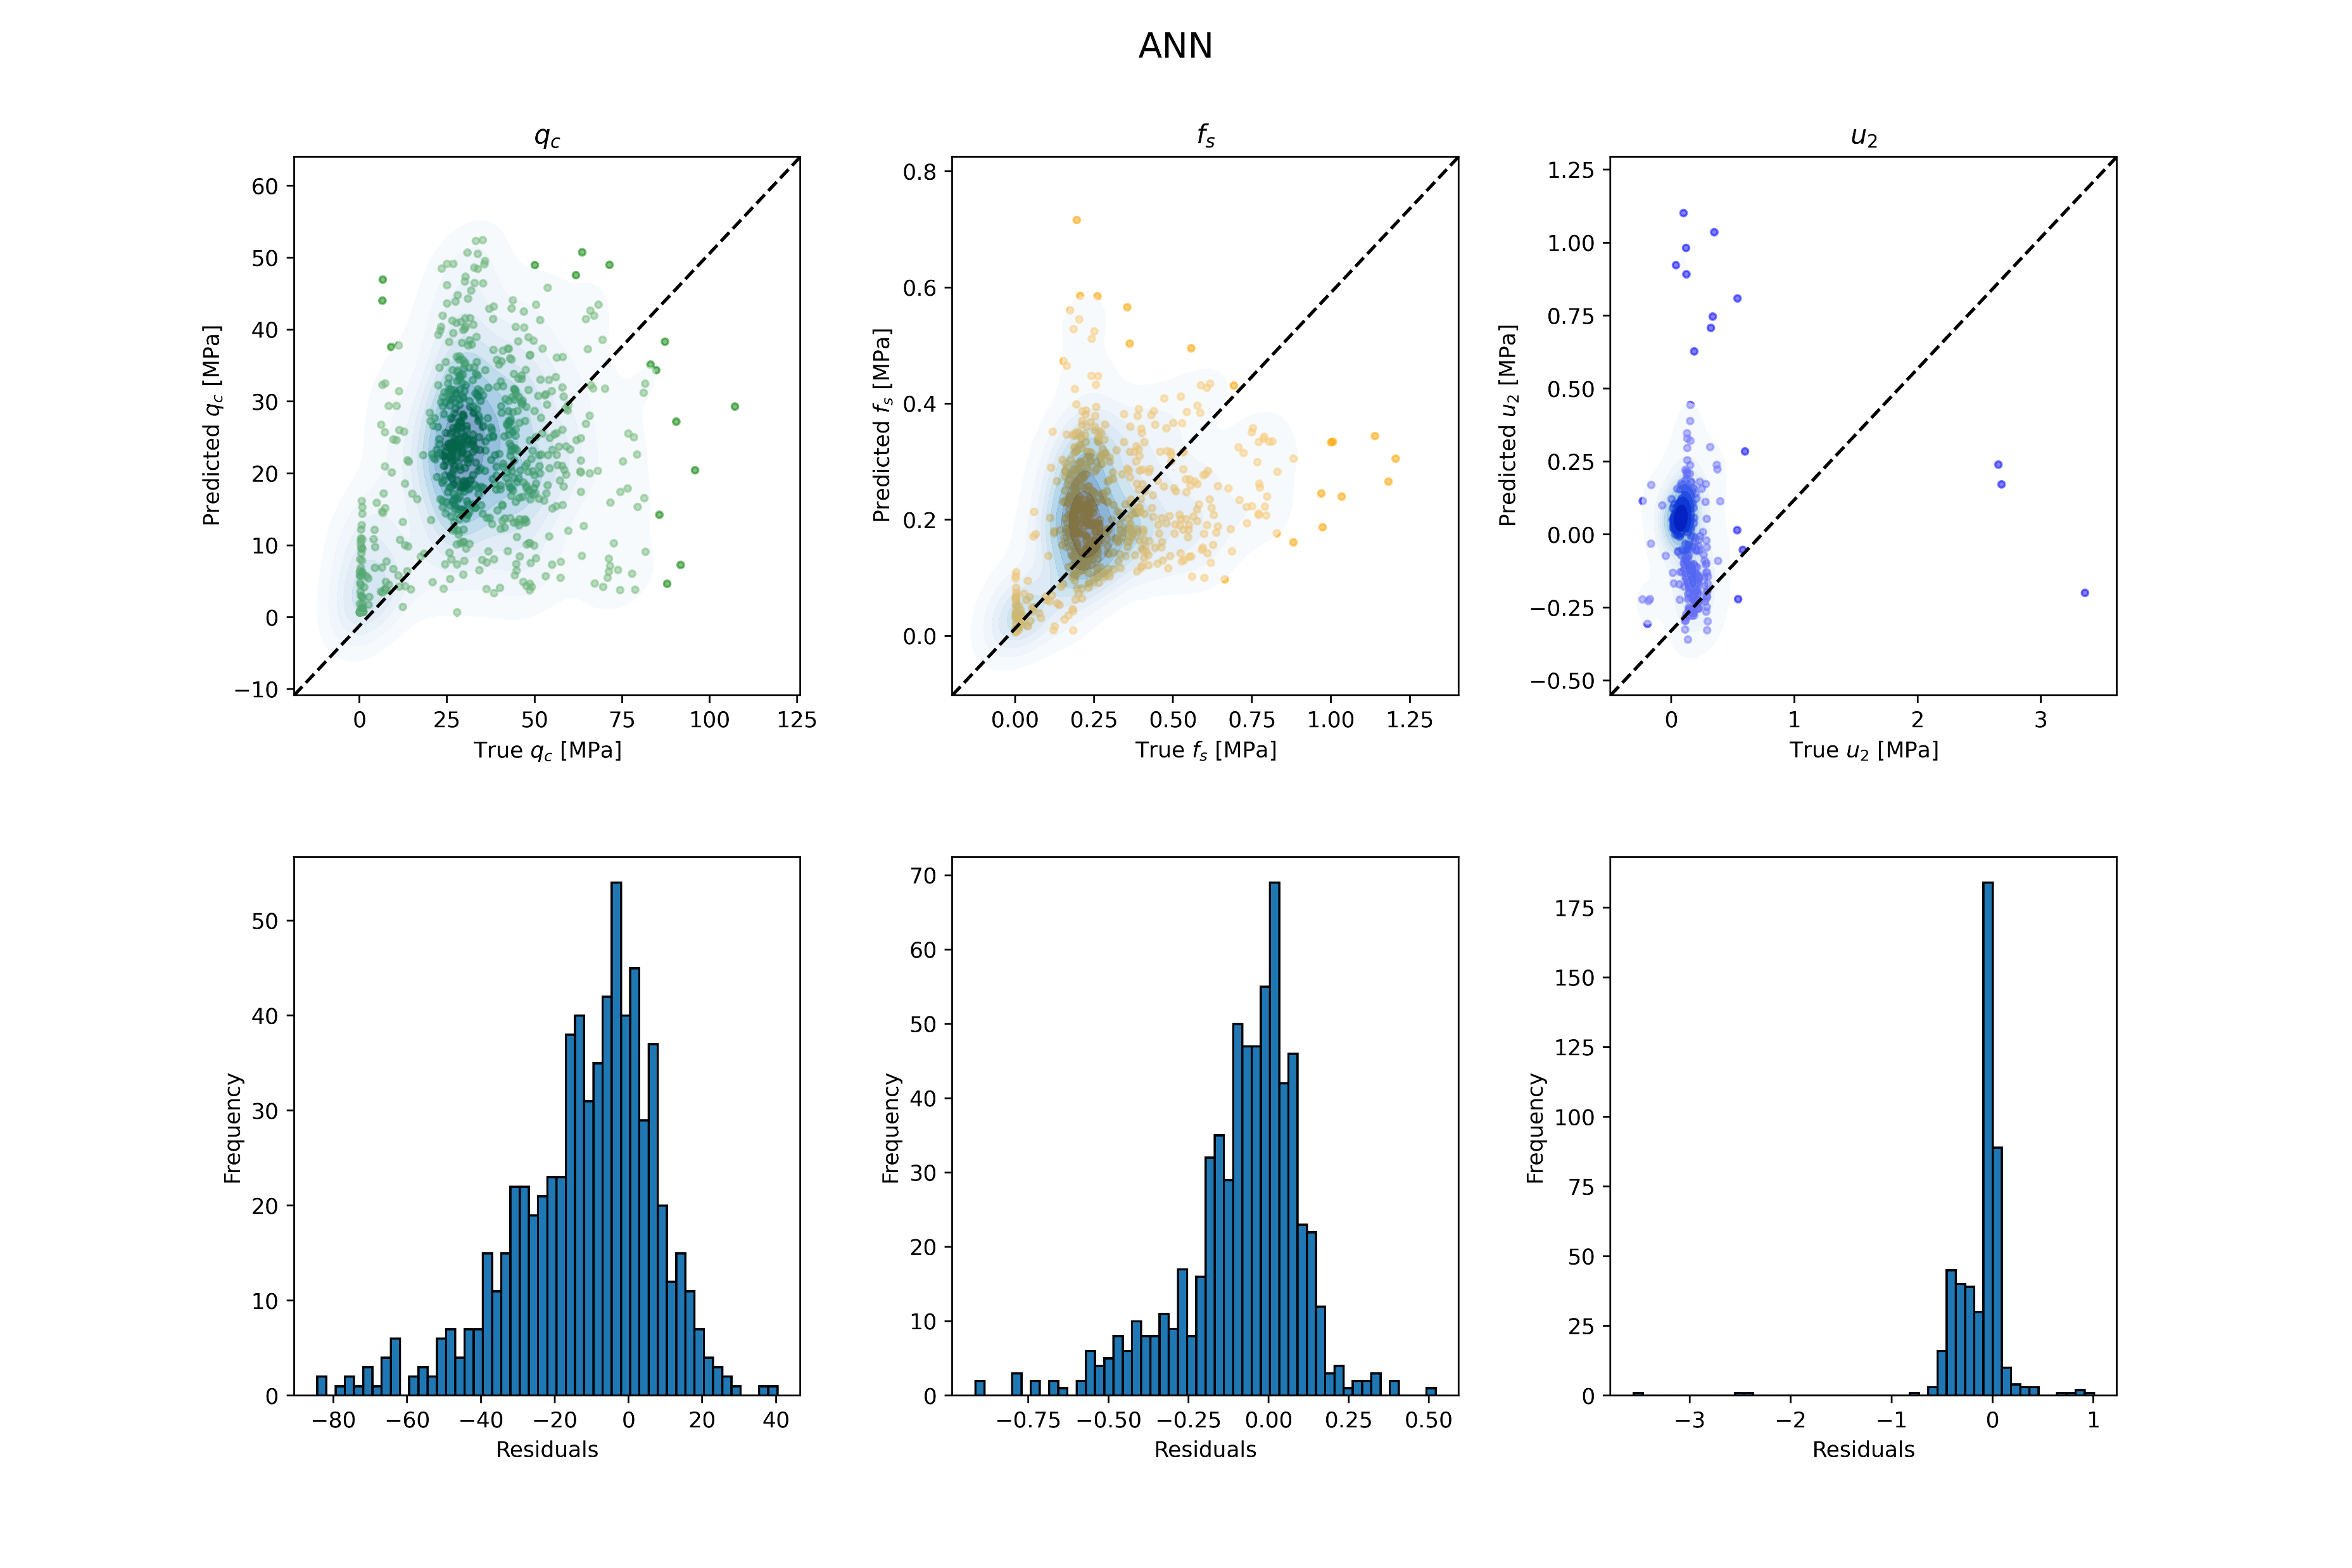 ANN
q_c
f_s
u_2
Predicted q_c [MPa]
60
50
40
30
20
10
0
−10
0 25 50 75 100 125
True q_c [MPa]
Predicted f_s [MPa]
0.8
0.6
0.4
0.2
0.0
0.00 0.25 0.50 0.75 1.00 1.25
True f_s [MPa]
Predicted u_2 [MPa]
1.25
1.00
0.75
0.50
0.25
0.00
−0.25
−0.50
0 1 2 3
True u_2 [MPa]
Frequency
50
40
30
20
10
0
−80 −60 −40 −20 0 20 40
Residuals
Frequency
70
60
50
40
30
20
10
0
−0.75 −0.50 −0.25 0.00 0.25 0.50
Residuals
Frequency
175
150
125
100
75
50
25
0
−3 −2 −1 0 1
Residuals